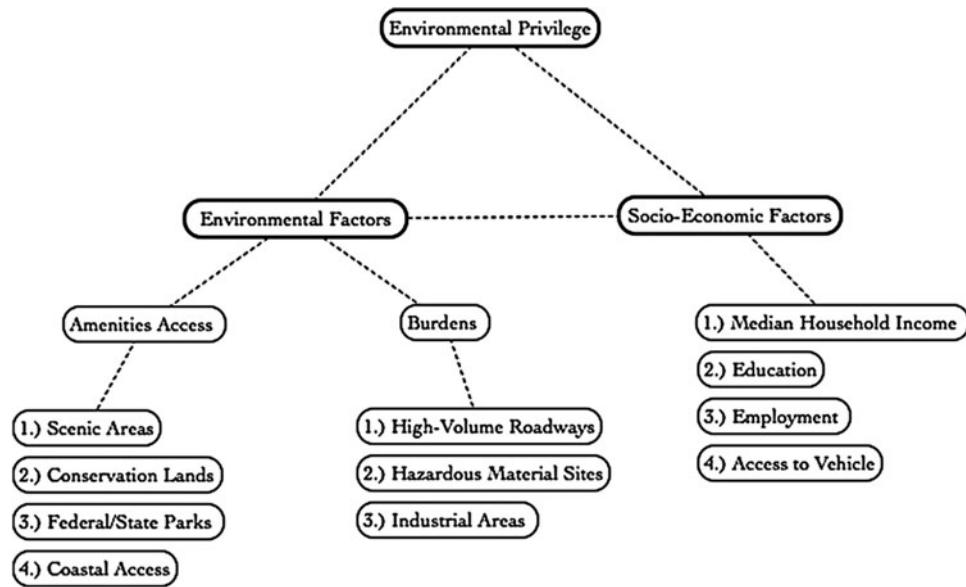 Environmental Privilege
Environmental Factors
Socio-Economic Factors
Amenities Access
Burdens
1.) Median Household Income
2.) Education
3.) Employment
4.) Access to Vehicle
1.) Scenic Areas
2.) Conservation Lands
3.) Federal/State Parks
4.) Coastal Access
1.) High-Volume Roadways
2.) Hazardous Material Sites
3.) Industrial Areas